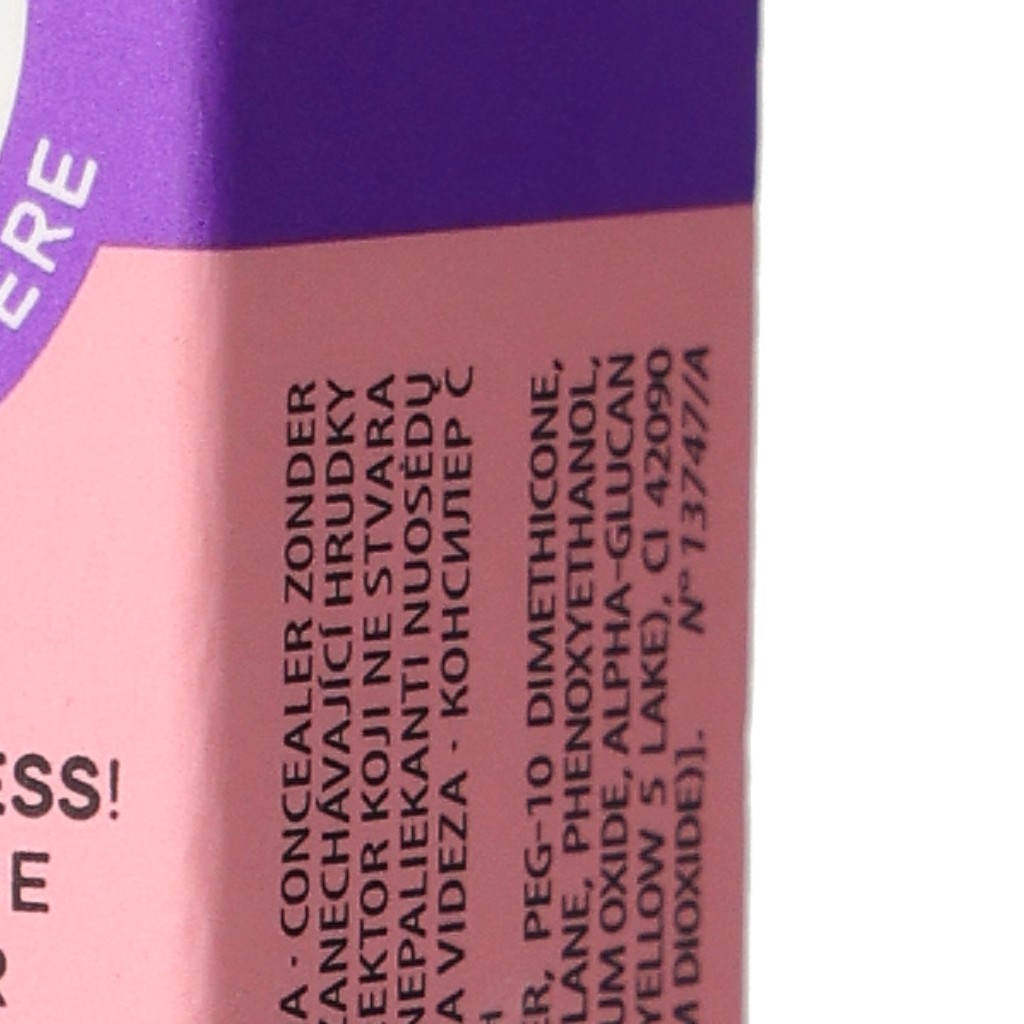 ERE
ESS!
E
R
A · CONCEALER ZONDER
ZANECHÁVAJÍCÍ HRUDKY
EKTOR KOJI NE STVARA
NEPALIEKANTI NUOSĖDŲ
A VIDEZA · КОНСИЛЕР С
Н
ER, PEG-10 DIMETHICONE,
LANE, PHENOXYETHANOL,
UM OXIDE, ALPHA-GLUCAN
YELLOW 5 LAKE), CI 42090
M DIOXIDE)]. N° 13747/A